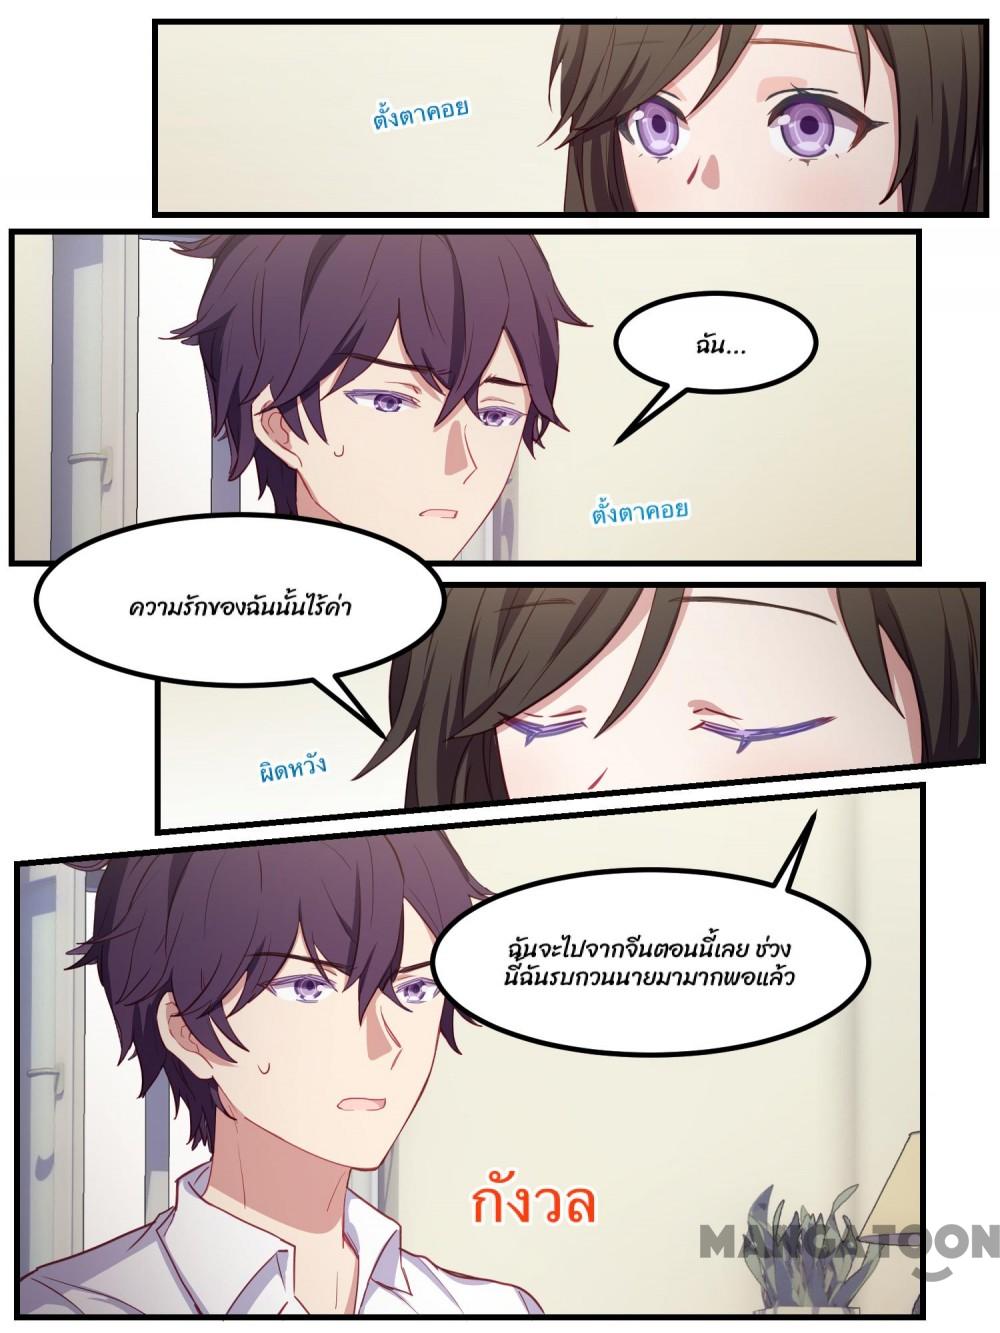 ตั้งตาคอย
ฉัน...
ตั้งตาคอย
ความรักของฉันนั้นไร้ค่า
ผิดหวัง
ฉันจะไปจากจีนตอนนี้เลย ช่วง
นี้ฉันรบกวนนายมามากพอแล้ว
กังวล
MANGATOON